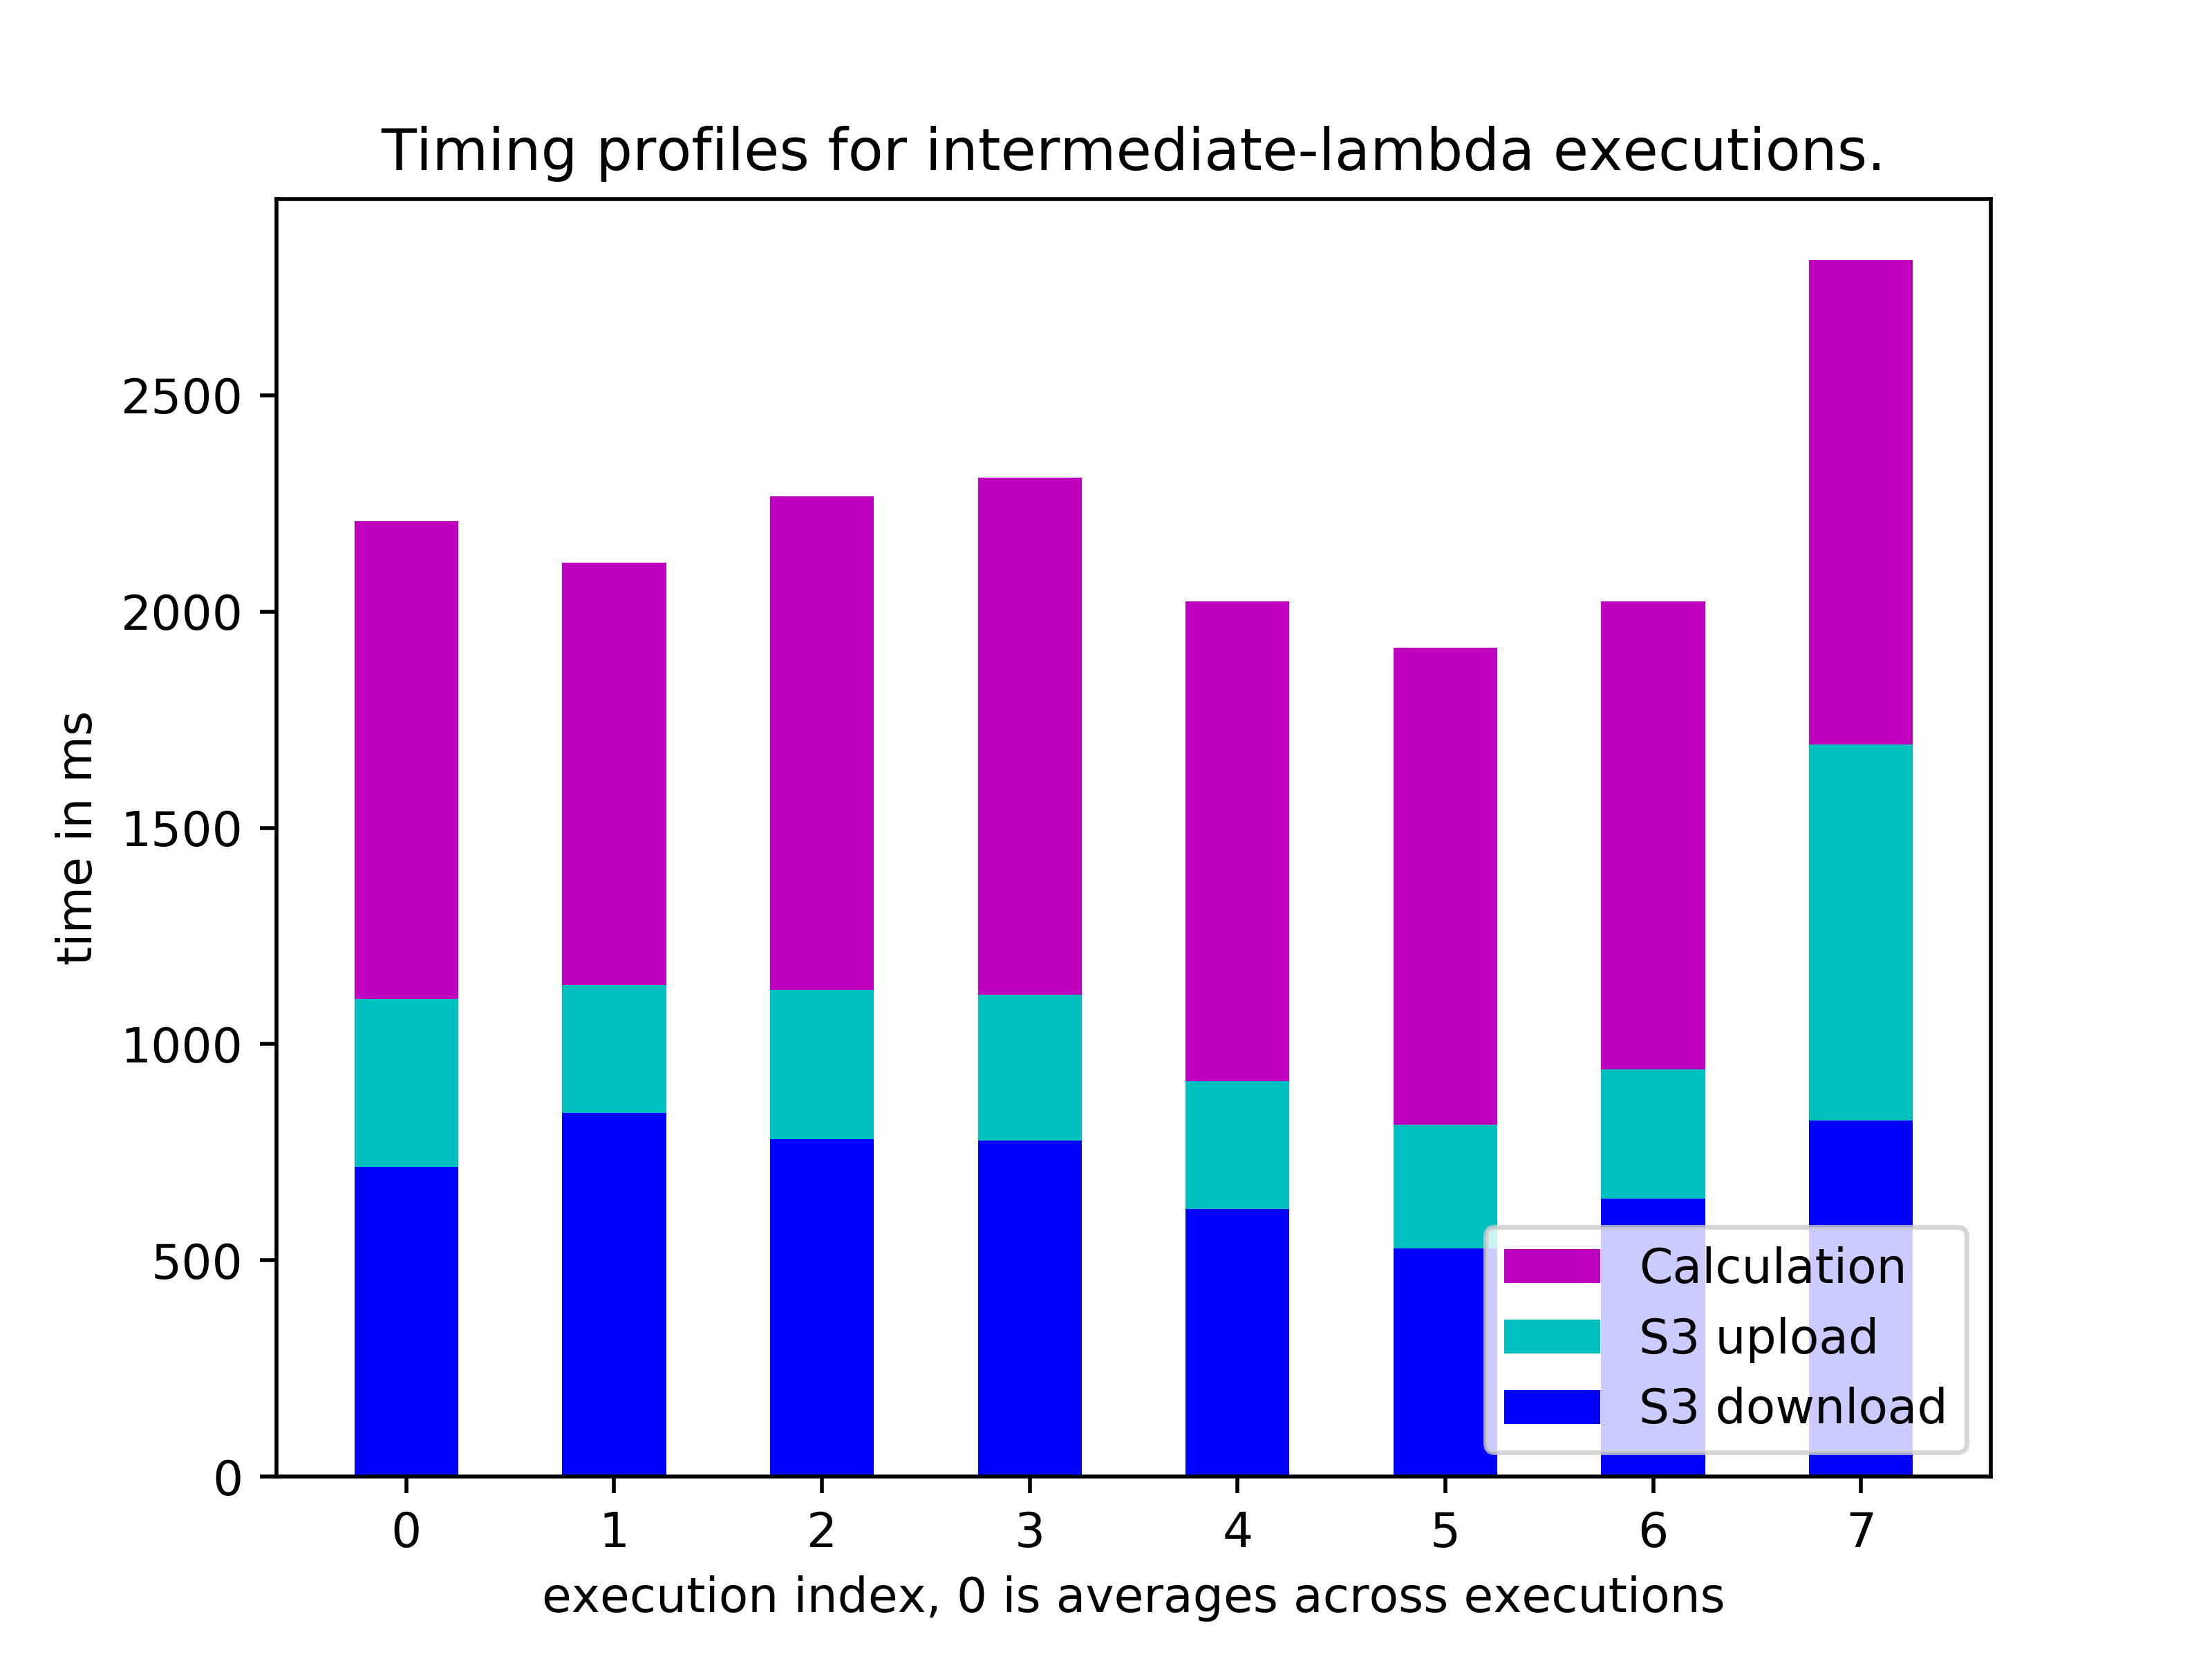 Timing profiles for intermediate-lambda executions.
time in ms
2500
2000
1500
1000
500
0
Calculation
S3 upload
S3 download
0 1 2 3 4 5 6 7
execution index, 0 is averages across executions